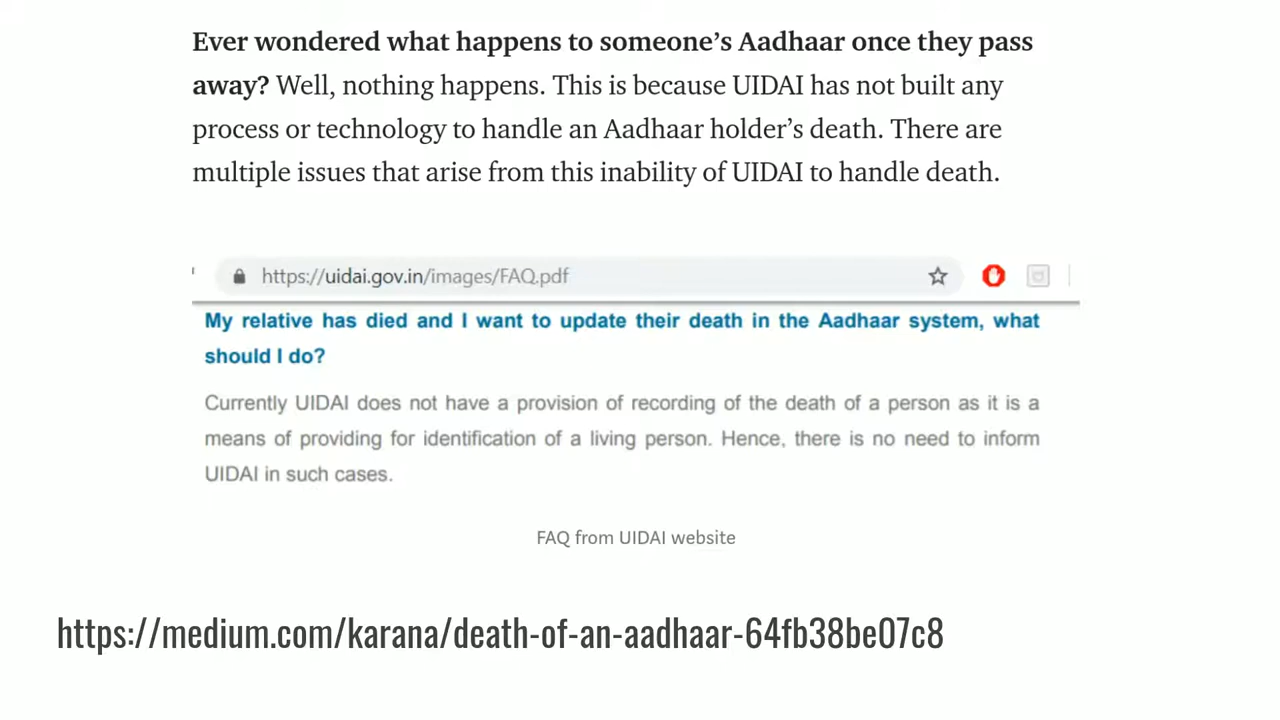 Ever wondered what happens to someone’s Aadhaar once they pass
away? Well, nothing happens. This is because UIDAI has not built any
process or technology to handle an Aadhaar holder’s death. There are
multiple issues that arise from this inability of UIDAI to handle death.
https://uidai.gov.in/images/FAQ.pdf
My relative has died and I want to update their death in the Aadhaar system, what
should I do?
Currently UIDAI does not have a provision of recording of the death of a person as it is a
means of providing for identification of a living person. Hence, there is no need to inform
UIDAI in such cases.
FAQ from UIDAI website
https://medium.com/karana/death-of-an-aadhaar-64fb38be07c8